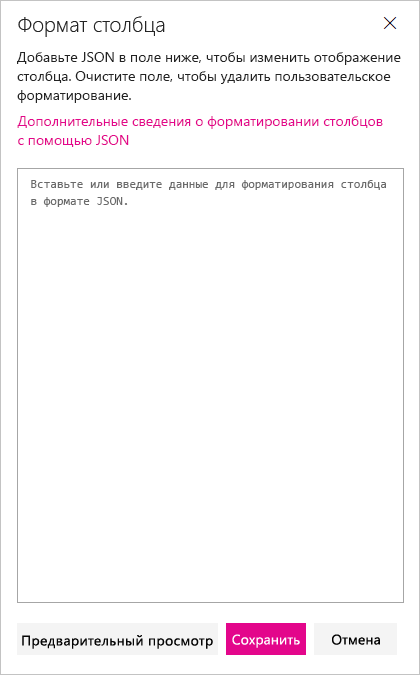 Формат столбца
Добавьте JSON в поле ниже, чтобы изменить отображение
столбца. Очистите поле, чтобы удалить пользовательское
форматирование.
Дополнительные сведения о форматировании столбцов
с помощью JSON
Вставьте или введите данные для форматирования столбца
в формате JSON.
Предварительный просмотр Сохранить Отмена